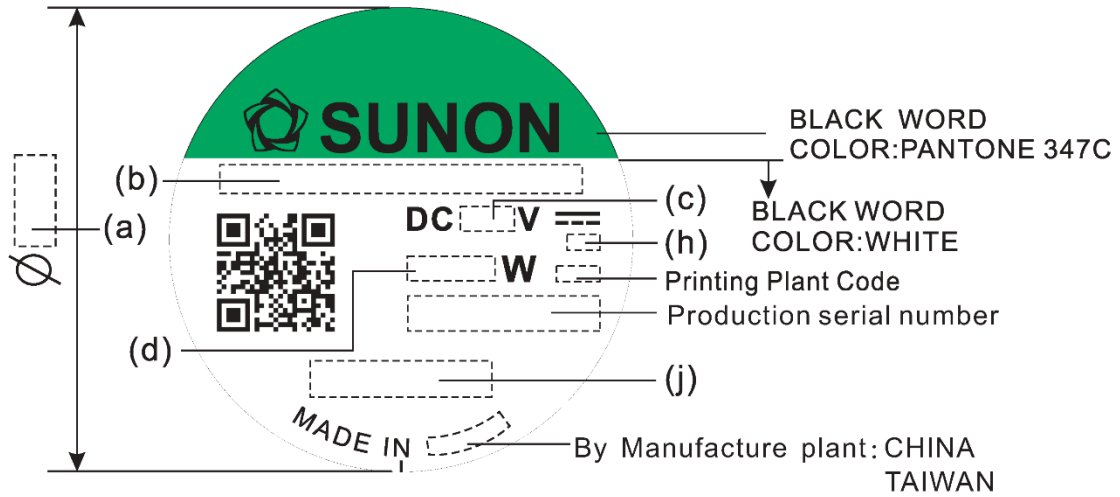 SUNON
BLACK WORD
COLOR:PANTONE 347C
(b)
(c)
DC V
BLACK WORD
COLOR:WHITE
(a)
Ø
(h)
W
Printing Plant Code
Production serial number
(d)
(j)
MADE IN
By Manufacture plant: CHINA
TAIWAN